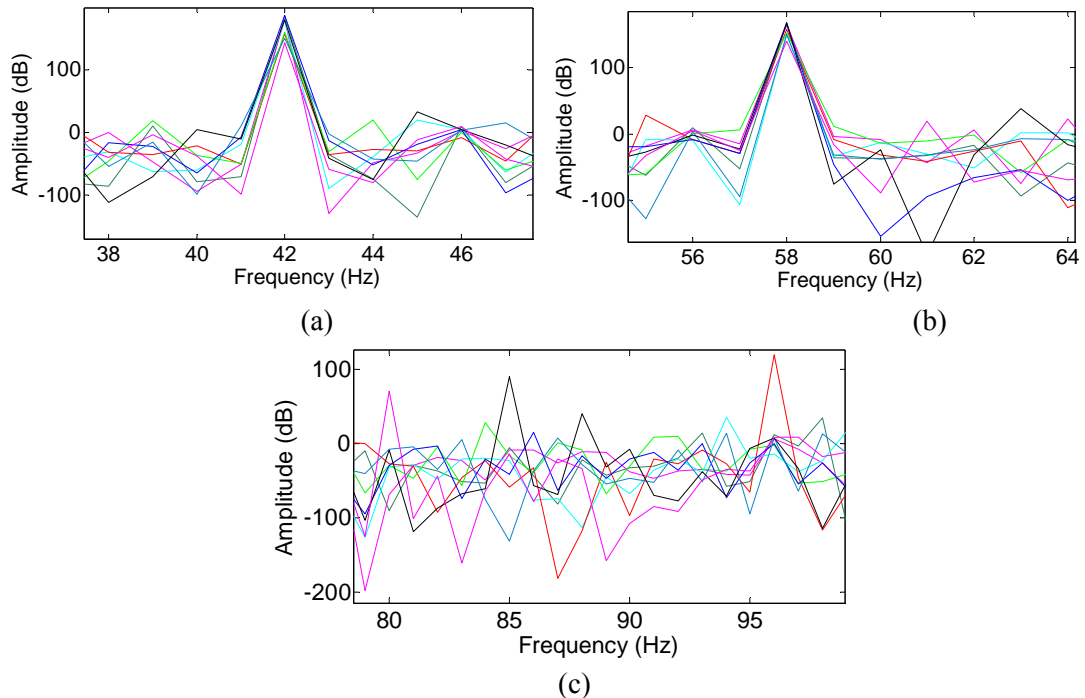 100
0
-100
Amplitude (dB)
38 40 42 44 46
Frequency (Hz)
(a)
100
0
-100
Amplitude (dB)
56 58 60 62 64
Frequency (Hz)
(b)
100
0
-100
-200
Amplitude (dB)
80 85 90 95
Frequency (Hz)
(c)